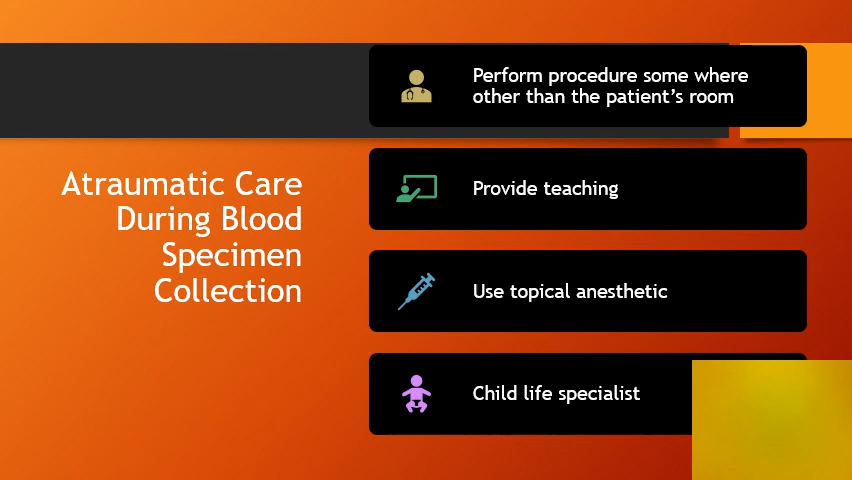 Atraumatic Care
During Blood
Specimen
Collection
Perform procedure some where
other than the patient's room
Provide teaching
Use topical anesthetic
Child life specialist